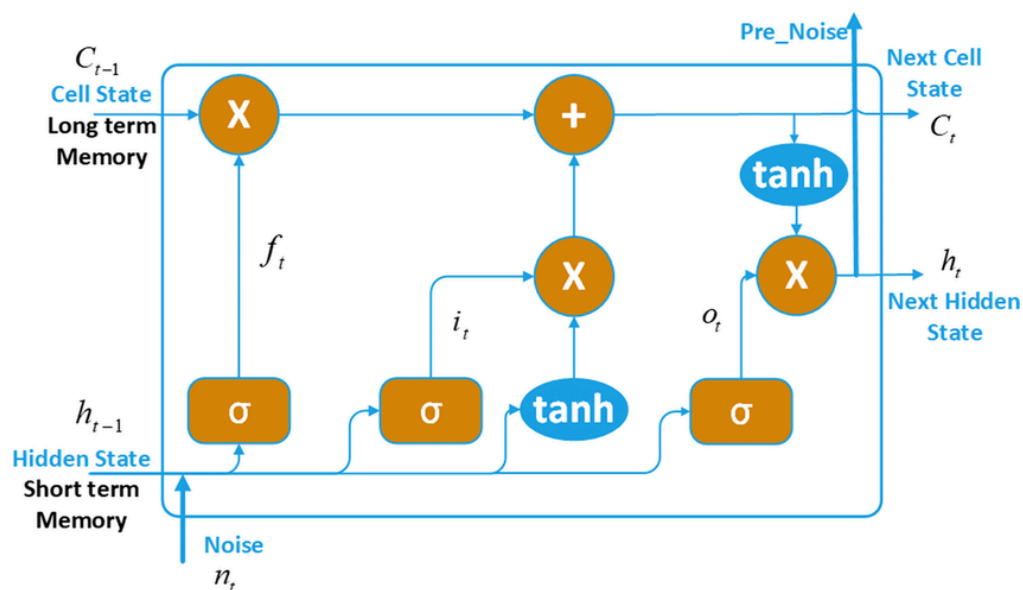 Pre_Noise
C_{t-1}
Cell State
Long term
Memory
X
+
Next Cell
State
C_t
tanh
f_t
X
i_t
o_t
X
h_t
Next Hidden
State
h_{t-1}
σ
σ
tanh
σ
Hidden State
Short term
Memory
Noise
n_t